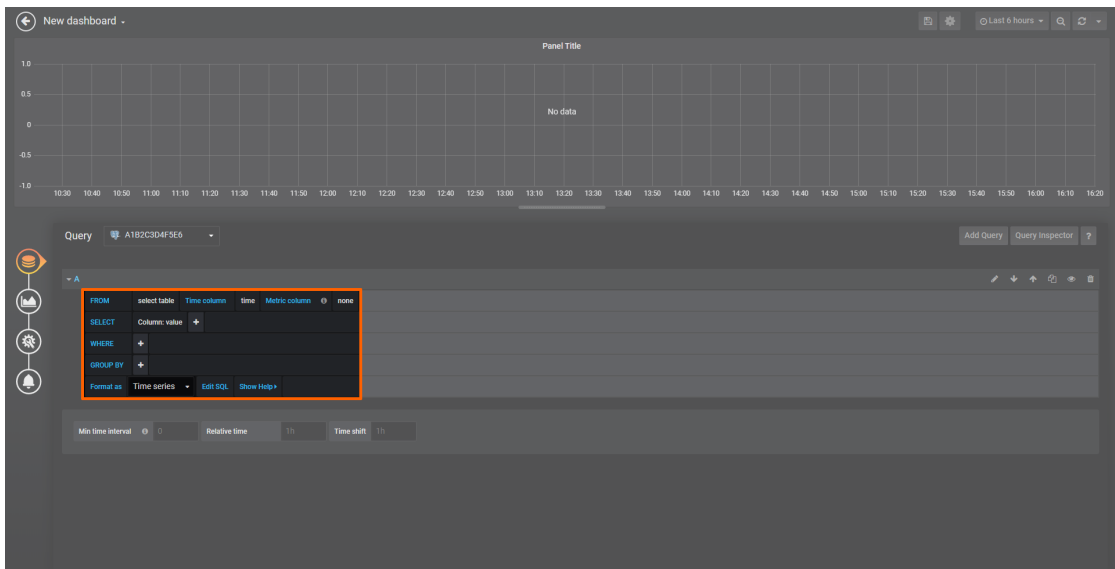 New dashboard
Last 6 hours
Panel Title
1.0
0.5
0
-0.5
-1.0
No data
10:30 10:40 10:50 11:00 11:10 11:20 11:30 11:40 11:50 12:00 12:10 12:20 12:30 12:40 12:50 13:00 13:10 13:20 13:30 13:40 13:50 14:00 14:10 14:20 14:30 14:40 14:50 15:00 15:10 15:20 15:30 15:40 15:50 16:00 16:10 16:20
Query A1B2C3D4F5E6 Add Query Query Inspector ?
A
FROM select table Time column time Metric column none
SELECT Column: value +
WHERE +
GROUP BY +
Format as Time series Edit SQL Show Help
Min time interval 0 Relative time 1h Time shift 1h